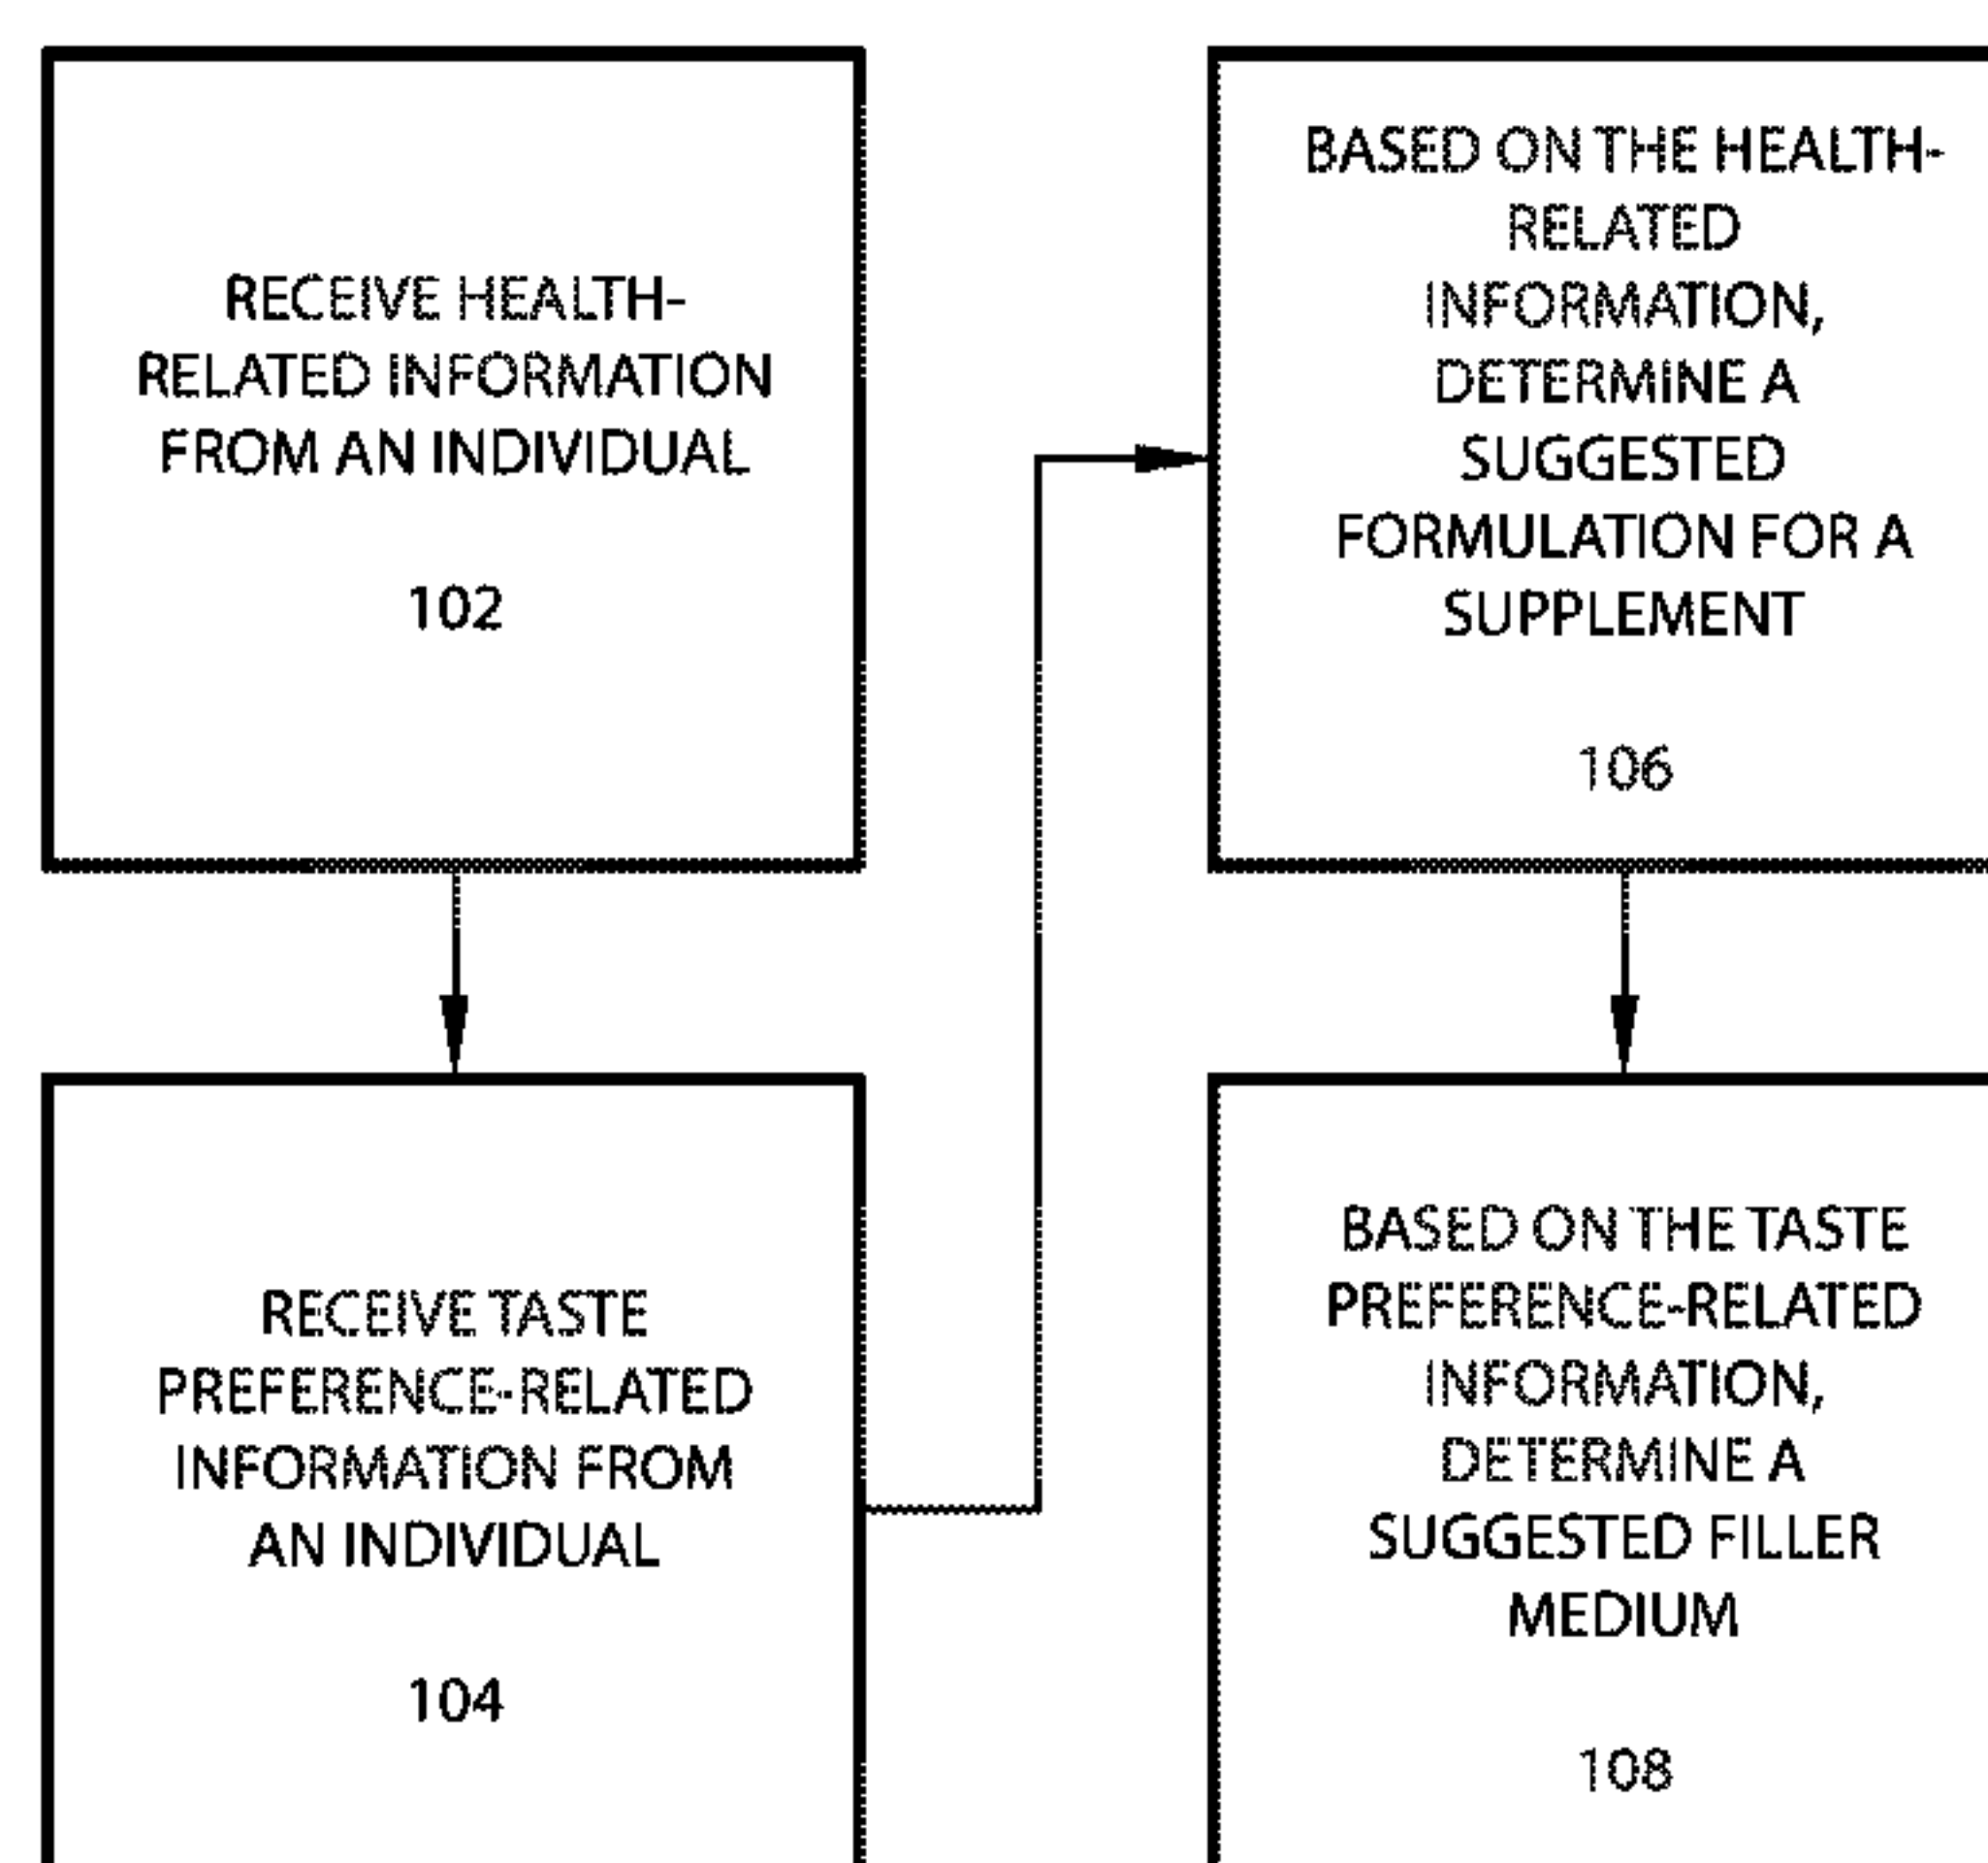 RECEIVE HEALTH-
RELATED INFORMATION
FROM AN INDIVIDUAL
102
RECEIVE TASTE
PREFERENCE-RELATED
INFORMATION FROM
AN INDIVIDUAL
104
BASED ON THE HEALTH-
RELATED
INFORMATION,
DETERMINE A
SUGGESTED
FORMULATION FOR A
SUPPLEMENT
106
BASED ON THE TASTE
PREFERENCE-RELATED
INFORMATION,
DETERMINE A
SUGGESTED FILLER
MEDIUM
108